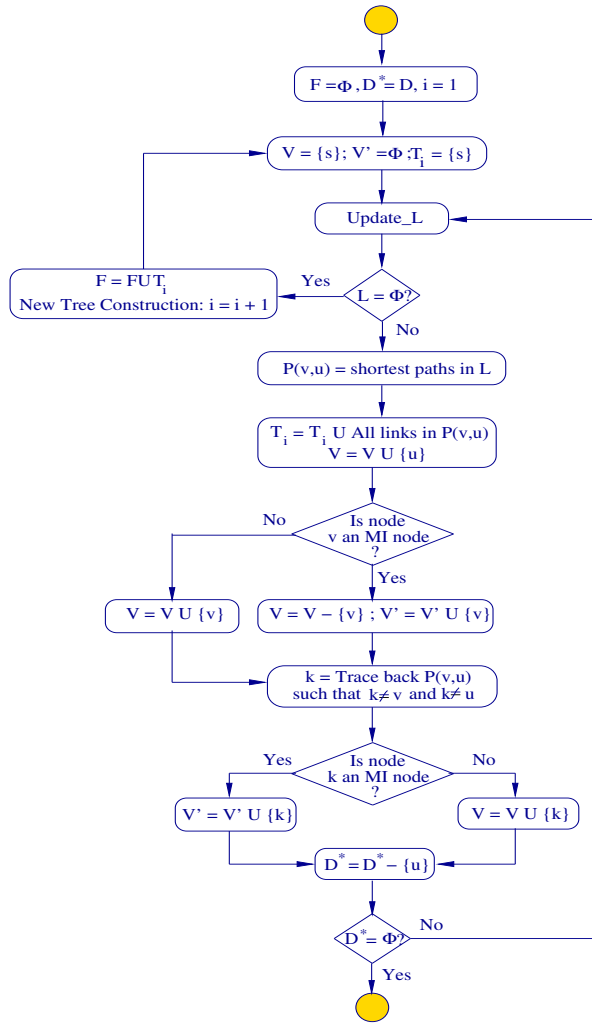 F = Φ , D* = D, i = 1
V = {s}; V' = Φ ; T_i = {s}
Update_L
F = FUT_i
New Tree Construction: i = i + 1
Yes
L = Φ?
No
P(v,u) = shortest paths in L
T_i = T_i U All links in P(v,u)
V = V U {u}
No
Is node
v an MI node
?
Yes
V = V U {v}
V = V − {v} ; V' = V' U {v}
k = Trace back P(v,u)
such that k ≠ v and k ≠ u
Yes
Is node
k an MI node
?
No
V' = V' U {k}
V = V U {k}
D* = D* − {u}
D* = Φ?
No
Yes